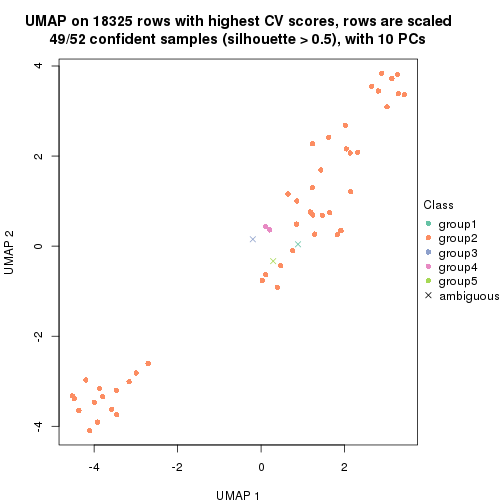 UMAP on 18325 rows with highest CV scores, rows are scaled
49/52 confident samples (silhouette > 0.5), with 10 PCs
4
2
0
-2
-4
UMAP 2
-4
-2
0
2
UMAP 1
Class
group1
group2
group3
group4
group5
ambiguous